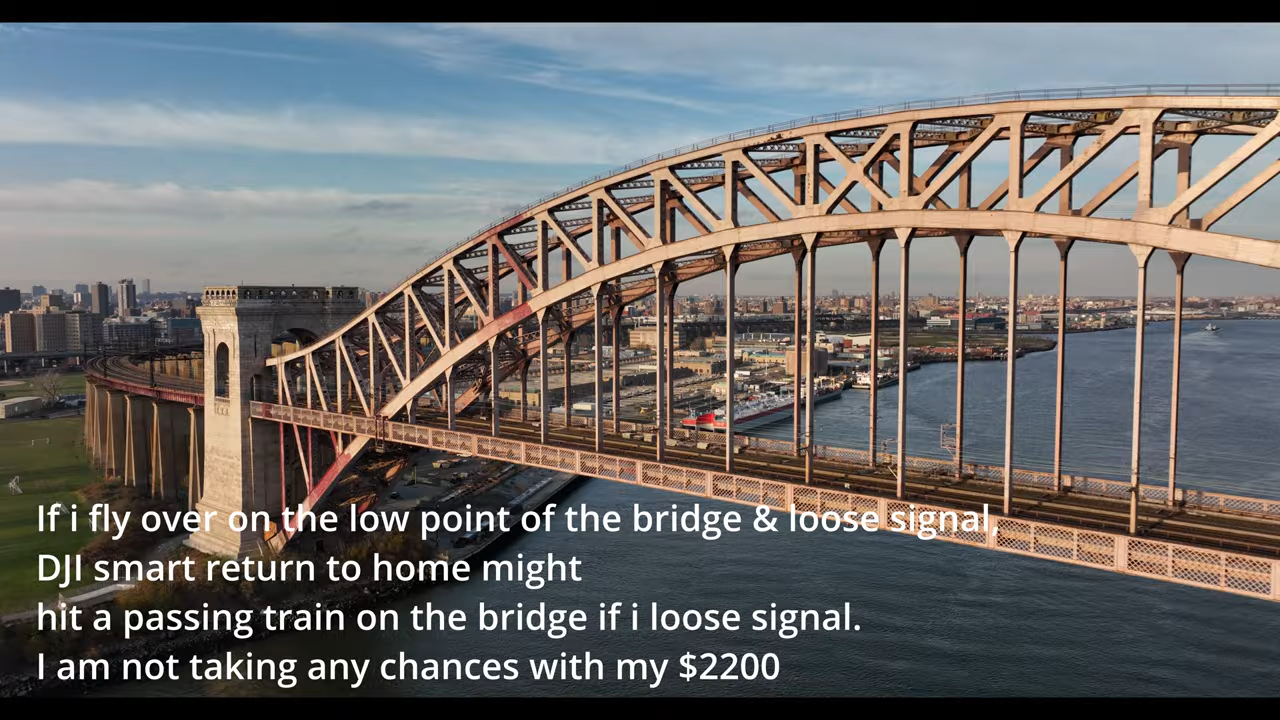 If i fly over on the low point of the bridge & loose signal,
DJI smart return to home might
hit a passing train on the bridge if i loose signal.
I am not taking any chances with my $2200